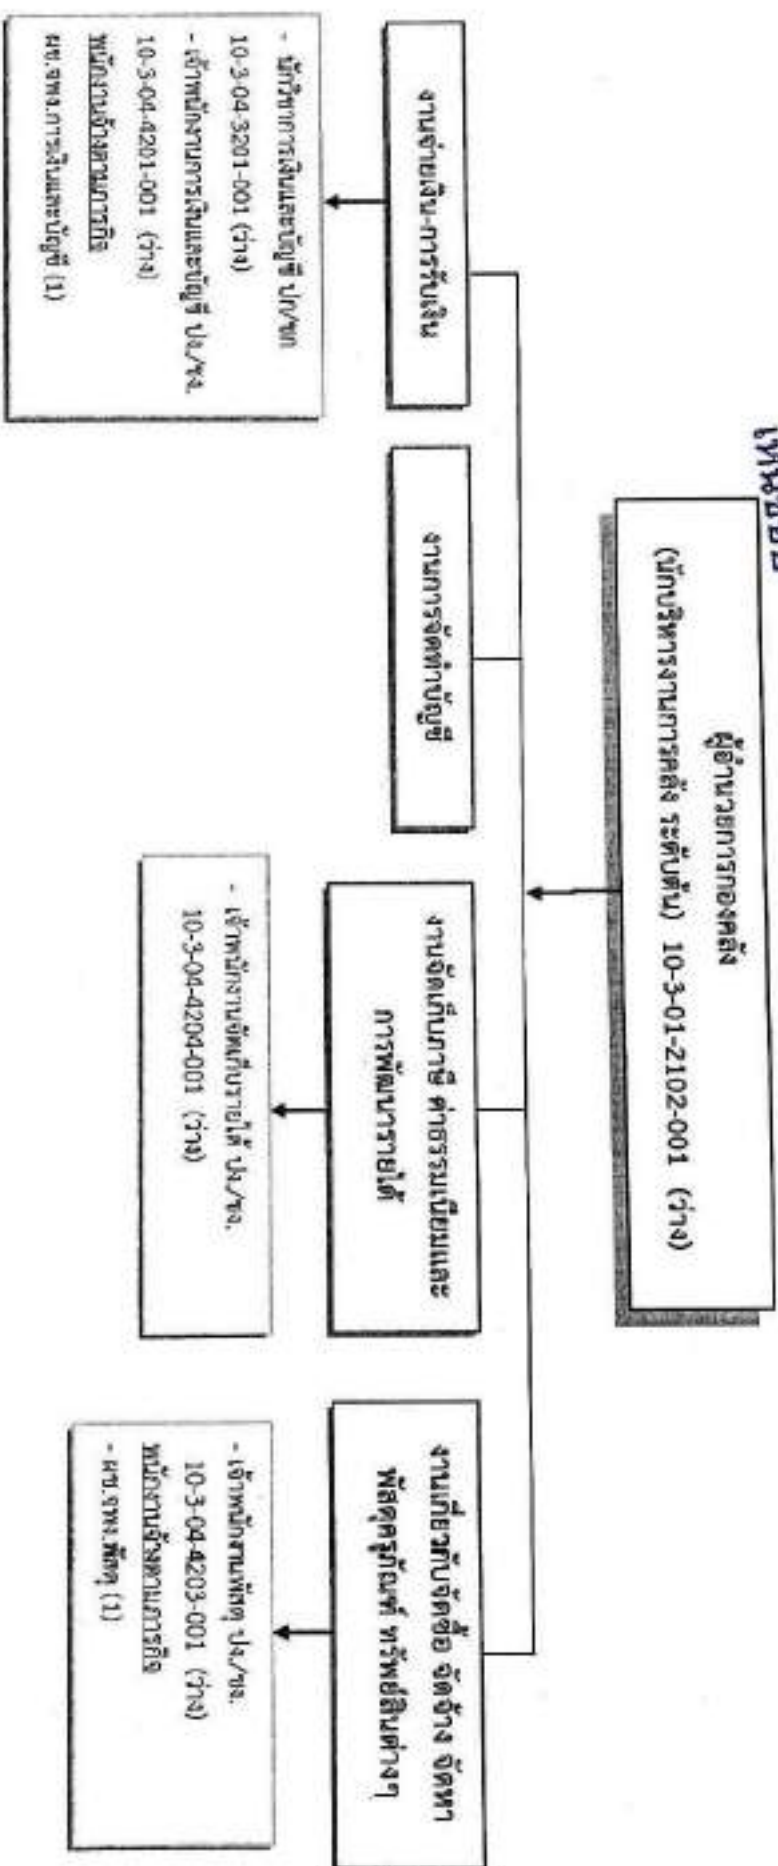 ผู้อำนวยการกองคลัง
(นักบริหารงานการคลัง ระดับต้น) 10-3-01-2102-001 (ว่าง)
งานจ่ายเงิน-การรับเงิน
งานการจัดทำบัญชี
งานจัดเก็บภาษี ค่าธรรมเนียมและ
การพัฒนารายได้
งานเกี่ยวกับจัดซื้อ จัดจ้าง จัดหา
พัสดุครุภัณฑ์ ทรัพย์สินต่างๆ
- นักวิชาการเงินและบัญชี ปก/ชก
10-3-04-3201-001 (ว่าง)
- เจ้าพนักงานการเงินและบัญชี ปง./ชง.
10-3-04-4201-001 (ว่าง)
พนักงานจ้างตามภารกิจ
ผช.จพง.การเงินและบัญชี (1)
- เจ้าพนักงานจัดเก็บรายได้ ปง./ชง.
10-3-04-4204-001 (ว่าง)
- เจ้าพนักงานพัสดุ ปง./ชง.
10-3-04-4203-001 (ว่าง)
พนักงานจ้างตามภารกิจ
- ผช.จพง.พัสดุ (1)